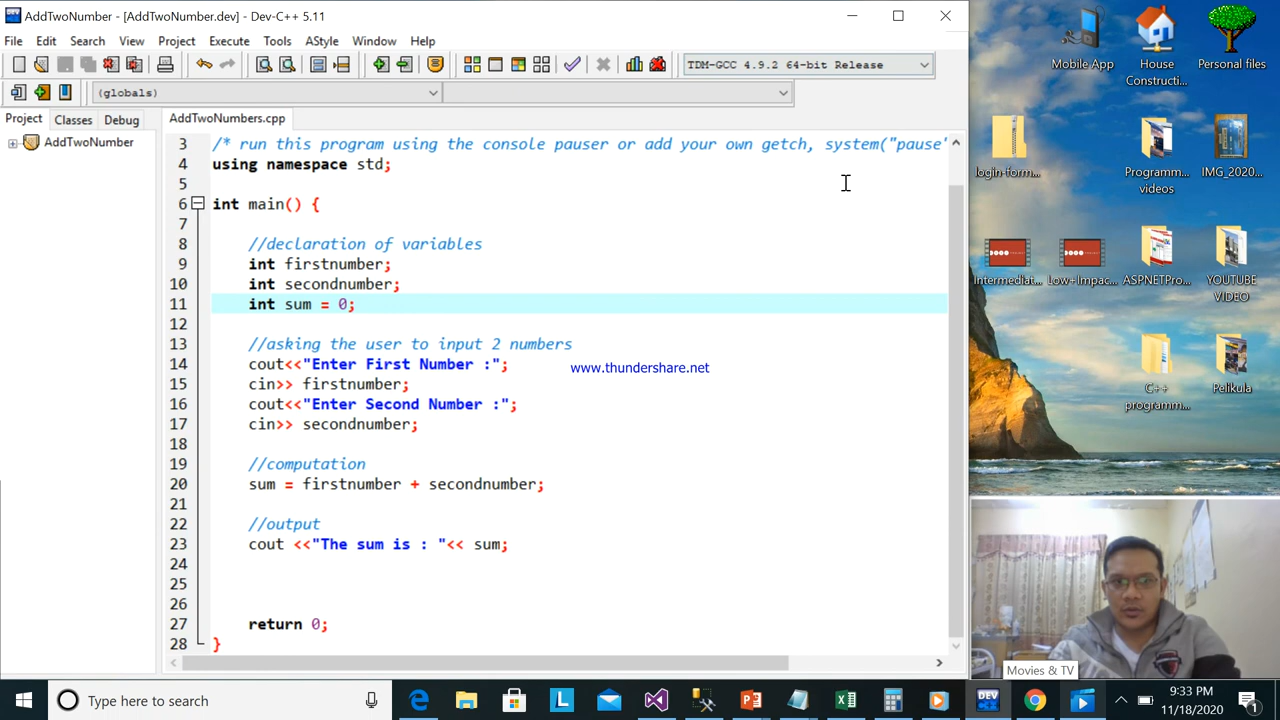 AddTwoNumber - [AddTwoNumber.dev] - Dev-C++ 5.11
File Edit Search View Project Execute Tools AStyle Window Help
TDM-GCC 4.9.2 64-bit Release
(globals)
Project Classes Debug
AddTwoNumbers.cpp
AddTwoNumber
3 /* run this program using the console pauser or add your own getch, system("pause"
4 using namespace std;
5
6 int main() {
7
8 //declaration of variables
9 int firstnumber;
10 int secondnumber;
11 int sum = 0;
12
13 //asking the user to input 2 numbers
14 cout<<"Enter First Number :";
15 cin>> firstnumber;
16 cout<<"Enter Second Number :";
17 cin>> secondnumber;
18
19 //computation
20 sum = firstnumber + secondnumber;
21
22 //output
23 cout <<"The sum is : "<< sum;
24
25
26
27 return 0;
28 }
www.thundershare.net
Mobile App
House Constructi...
Personal files
login-form...
Programm... videos
IMG_2020...
Intermediat...
Low+Impac...
ASPNETPro...
YOUTUBE VIDEO
C++ programm...
Pelikula
Movies & TV
Type here to search
DEV
9:33 PM
11/18/2020
1